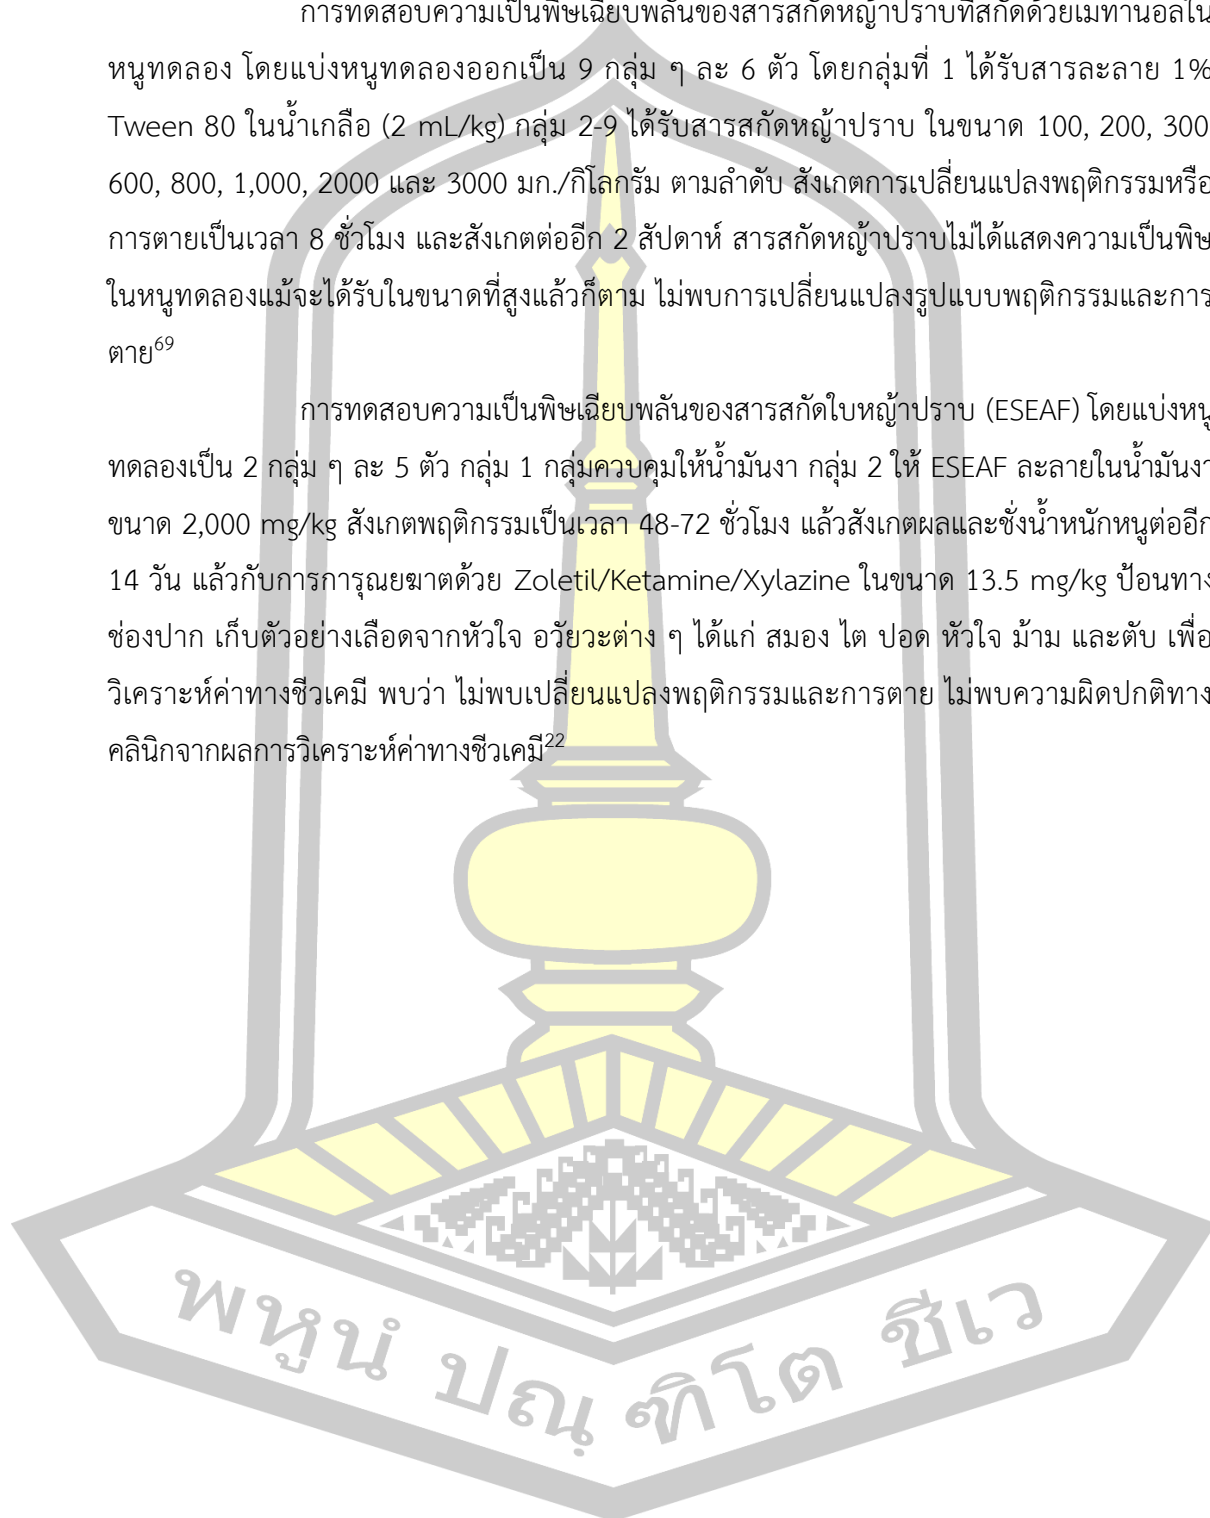 การทดสอบความเป็นพิษเฉียบพลันของสารสกัดหญ้าปราบที่สกัดด้วยเมทานอลใน
หนูทดลอง โดยแบ่งหนูทดลองออกเป็น 9 กลุ่ม ๆ ละ 6 ตัว โดยกลุ่มที่ 1 ได้รับสารละลาย 1%
Tween 80 ในน้ำเกลือ (2 mL/kg) กลุ่ม 2-9 ได้รับสารสกัดหญ้าปราบ ในขนาด 100, 200, 300
600, 800, 1,000, 2000 และ 3000 มก./กิโลกรัม ตามลำดับ สังเกตการเปลี่ยนแปลงพฤติกรรมหรือ
การตายเป็นเวลา 8 ชั่วโมง และสังเกตต่ออีก 2 สัปดาห์ สารสกัดหญ้าปราบไม่ได้แสดงความเป็นพิษ
ในหนูทดลองแม้จะได้รับในขนาดที่สูงแล้วก็ตาม ไม่พบการเปลี่ยนแปลงรูปแบบพฤติกรรมและการ
ตาย69
การทดสอบความเป็นพิษเฉียบพลันของสารสกัดใบหญ้าปราบ (ESEAF) โดยแบ่งหนู
ทดลองเป็น 2 กลุ่ม ๆ ละ 5 ตัว กลุ่ม 1 กลุ่มควบคุมให้น้ำมันงา กลุ่ม 2 ให้ ESEAF ละลายในน้ำมันงา
ขนาด 2,000 mg/kg สังเกตพฤติกรรมเป็นเวลา 48-72 ชั่วโมง แล้วสังเกตผลและชั่งน้ำหนักหนูต่ออีก
14 วัน แล้วกับการการุณยฆาตด้วย Zoletil/Ketamine/Xylazine ในขนาด 13.5 mg/kg ป้อนทาง
ช่องปาก เก็บตัวอย่างเลือดจากหัวใจ อวัยวะต่าง ๆ ได้แก่ สมอง ไต ปอด หัวใจ ม้าม และตับ เพื่อ
วิเคราะห์ค่าทางชีวเคมี พบว่า ไม่พบเปลี่ยนแปลงพฤติกรรมและการตาย ไม่พบความผิดปกติทาง
คลินิกจากผลการวิเคราะห์ค่าทางชีวเคมี22
พหูนํ ปณฺฑิโต ชีเว